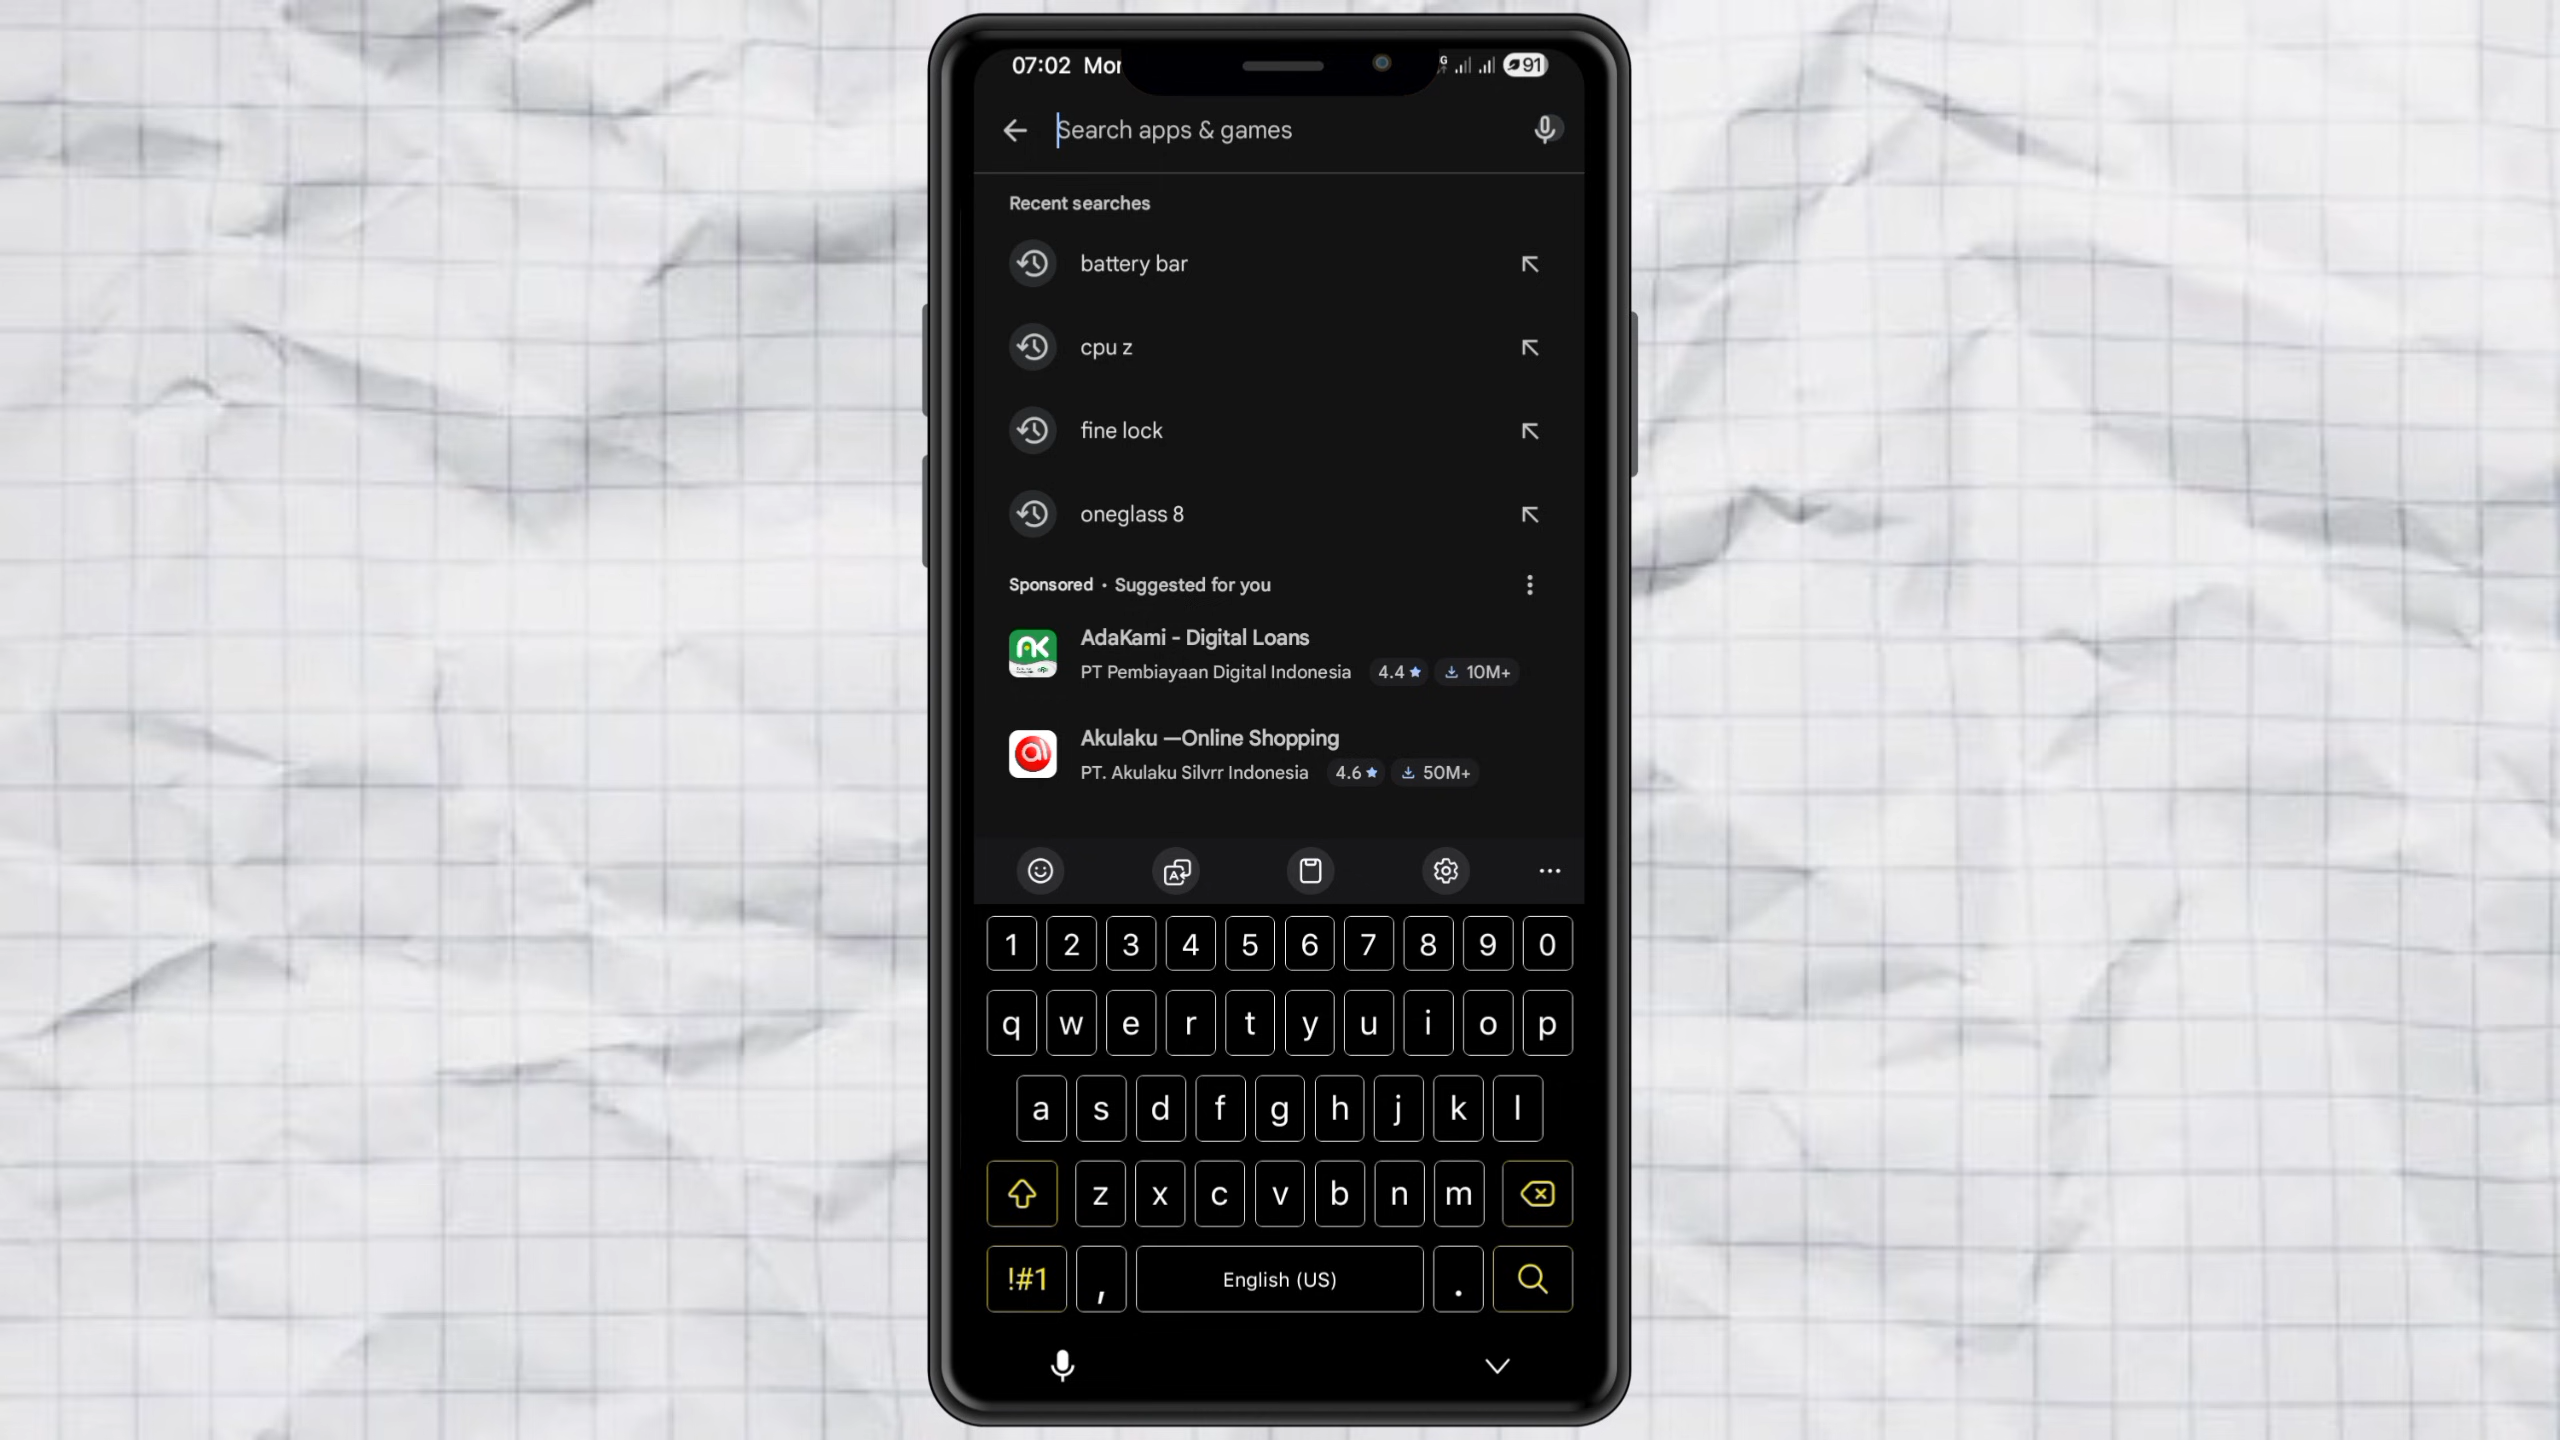 07:02 Mon
G 91
Search apps & games
Recent searches
battery bar
cpu z
fine lock
oneglass 8
Sponsored • Suggested for you
AdaKami - Digital Loans
PT Pembiayaan Digital Indonesia 4.4 ★ 10M+
Akulaku —Online Shopping
PT. Akulaku Silvrr Indonesia 4.6 ★ 50M+
1 2 3 4 5 6 7 8 9 0
q w e r t y u i o p
a s d f g h j k l
z x c v b n m
!#1 , English (US) .